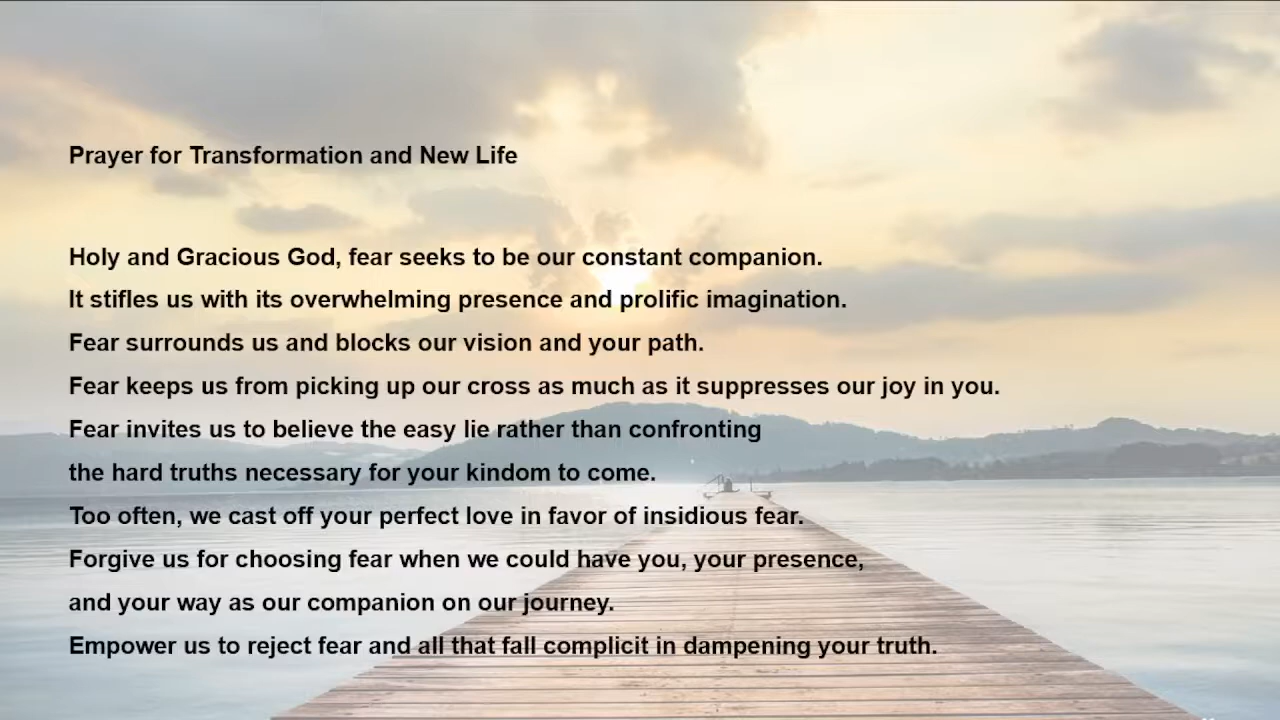 Prayer for Transformation and New Life
Holy and Gracious God, fear seeks to be our constant companion.
It stifles us with its overwhelming presence and prolific imagination.
Fear surrounds us and blocks our vision and your path.
Fear keeps us from picking up our cross as much as it suppresses our joy in you.
Fear invites us to believe the easy lie rather than confronting
the hard truths necessary for your kindom to come.
Too often, we cast off your perfect love in favor of insidious fear.
Forgive us for choosing fear when we could have you, your presence,
and your way as our companion on our journey.
Empower us to reject fear and all that fall complicit in dampening your truth.